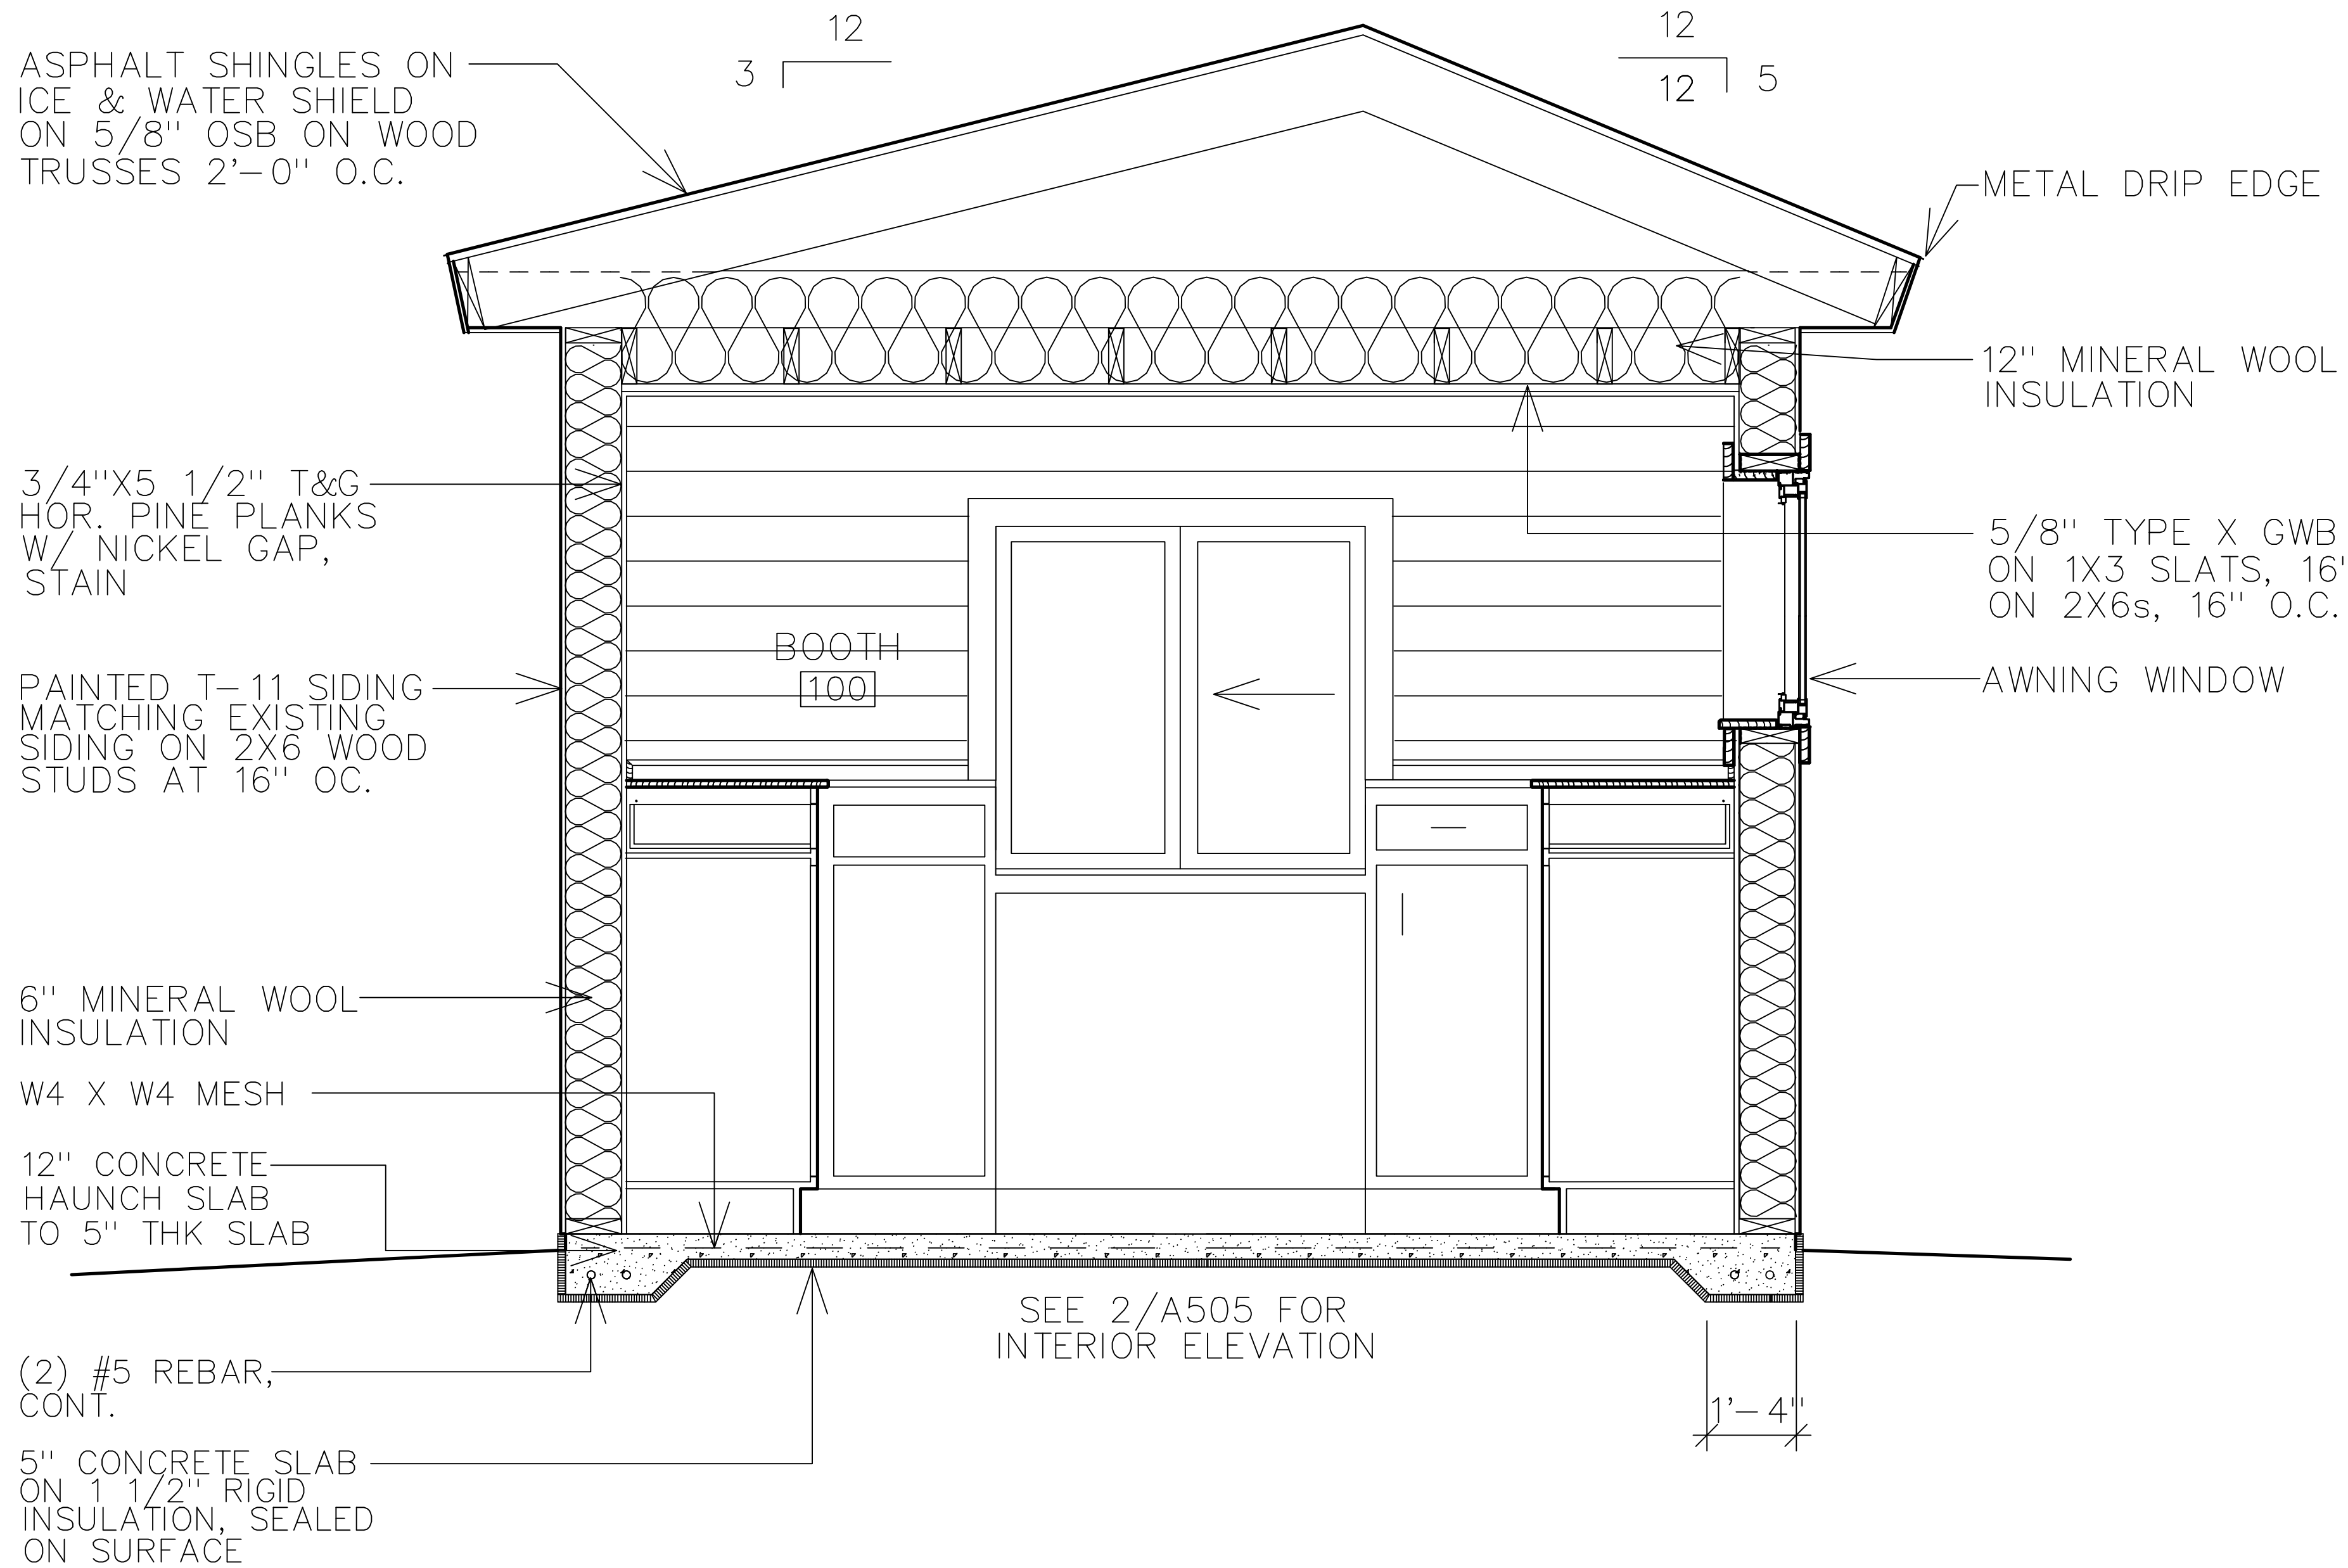 ASPHALT SHINGLES ON
ICE & WATER SHIELD
ON 5/8" OSB ON WOOD
TRUSSES 2'-0" O.C.
12
3
12
12
5
METAL DRIP EDGE
12" MINERAL WOOL
INSULATION
3/4"X5 1/2" T&G
HOR. PINE PLANKS
W/ NICKEL GAP,
STAIN
5/8" TYPE X GWB
ON 1X3 SLATS, 16'
ON 2X6s, 16" O.C.
BOOTH
100
PAINTED T-11 SIDING
MATCHING EXISTING
SIDING ON 2X6 WOOD
STUDS AT 16" OC.
AWNING WINDOW
6" MINERAL WOOL
INSULATION
W4 X W4 MESH
12" CONCRETE
HAUNCH SLAB
TO 5" THK SLAB
SEE 2/A505 FOR
INTERIOR ELEVATION
(2) #5 REBAR,
CONT.
1'-4"
5" CONCRETE SLAB
ON 1 1/2" RIGID
INSULATION, SEALED
ON SURFACE